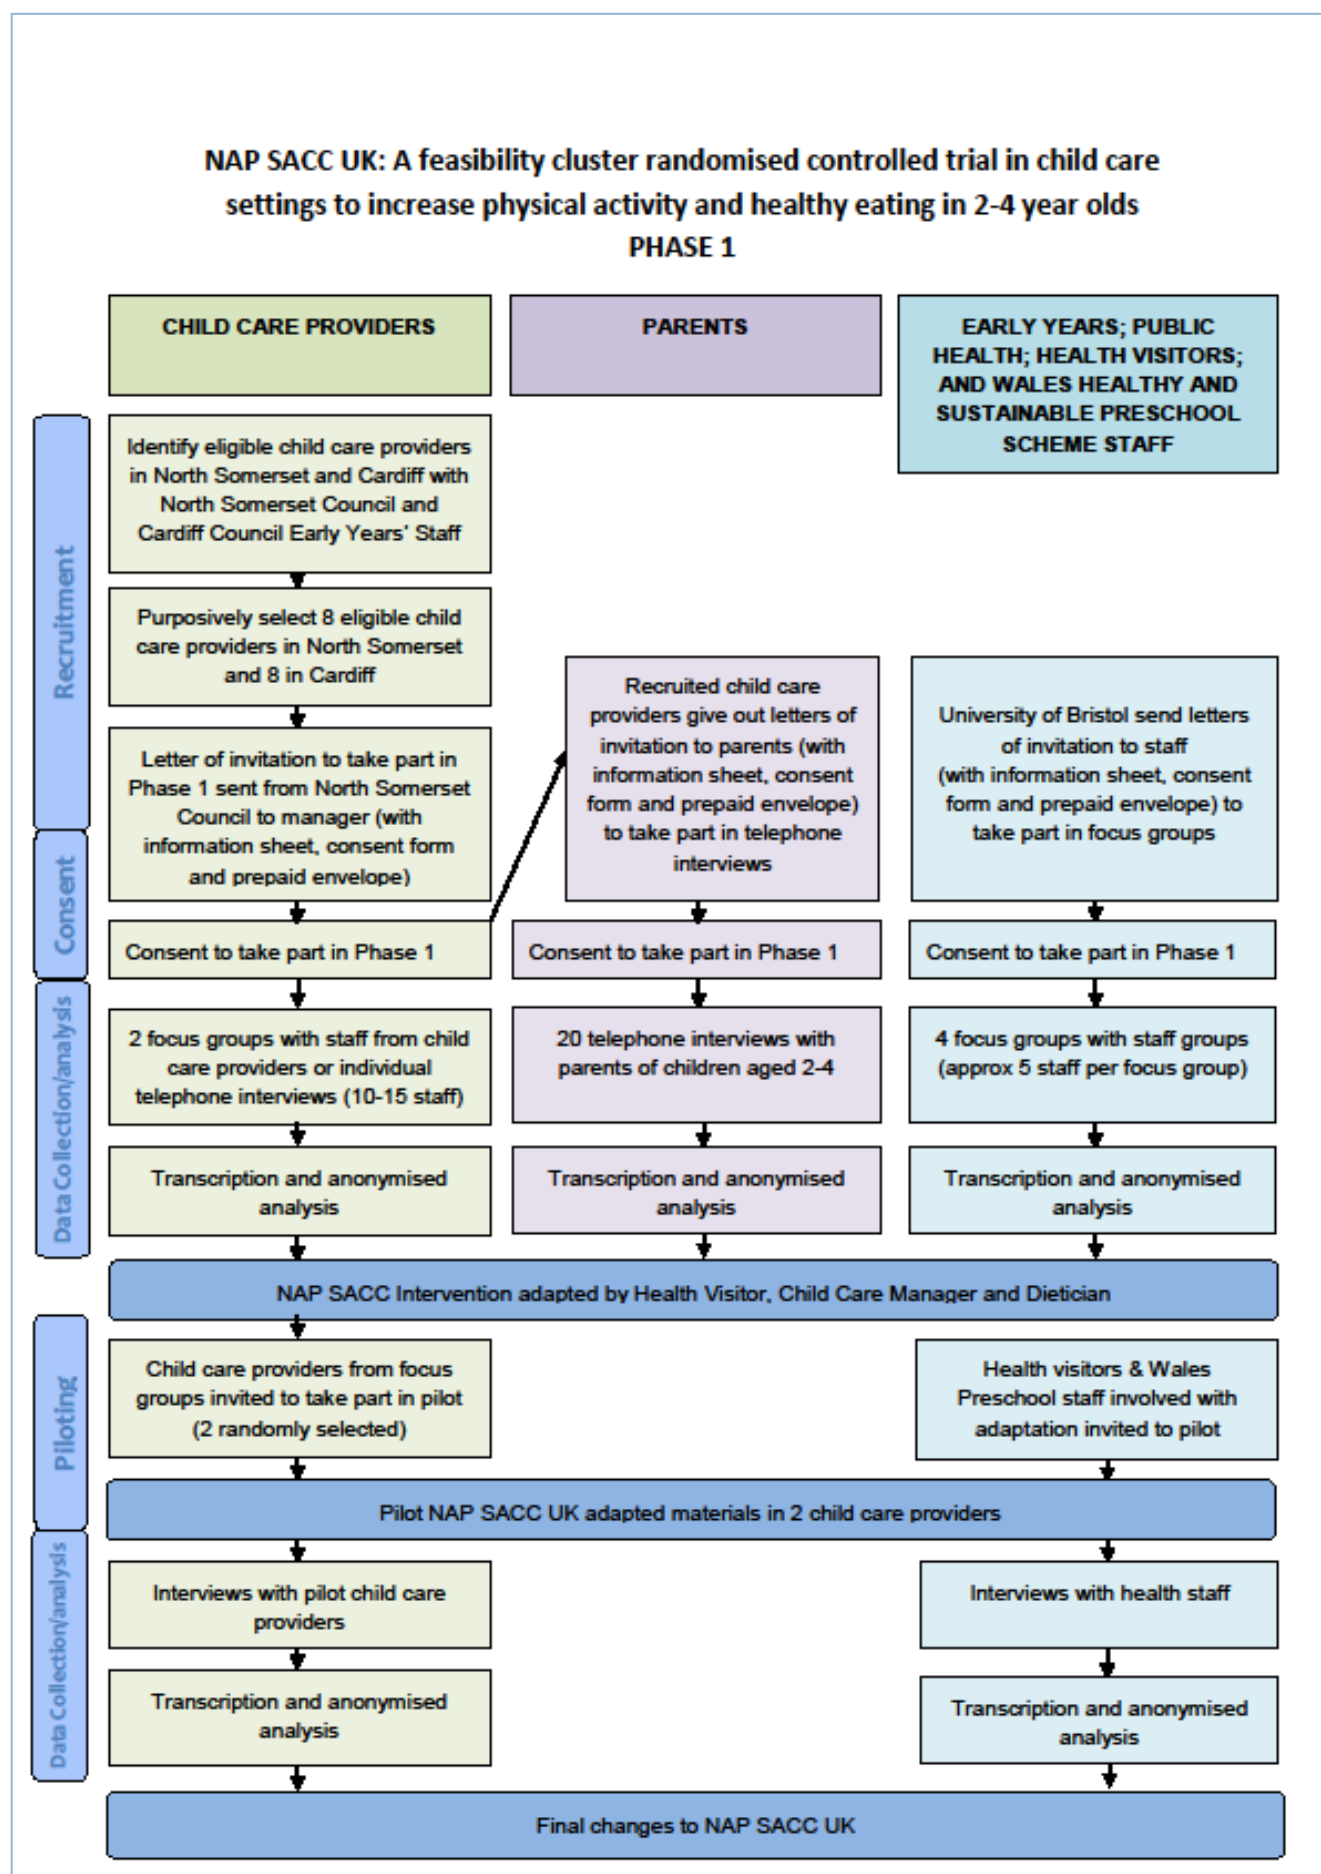 NAP SACC UK: A feasibility cluster randomised controlled trial in child care
settings to increase physical activity and healthy eating in 2-4 year olds
PHASE 1
CHILD CARE PROVIDERS
PARENTS
EARLY YEARS; PUBLIC
HEALTH; HEALTH VISITORS;
AND WALES HEALTHY AND
SUSTAINABLE PRESCHOOL
SCHEME STAFF
Recruitment
Identify eligible child care providers
in North Somerset and Cardiff with
North Somerset Council and
Cardiff Council Early Years' Staff
Purposively select 8 eligible child
care providers in North Somerset
and 8 in Cardiff
Letter of invitation to take part in
Phase 1 sent from North Somerset
Council to manager (with
information sheet, consent form
and prepaid envelope)
Recruited child care
providers give out letters of
invitation to parents (with
information sheet, consent
form and prepaid envelope)
to take part in telephone
interviews
University of Bristol send letters
of invitation to staff
(with information sheet, consent
form and prepaid envelope) to
take part in focus groups
Consent
Consent to take part in Phase 1
Consent to take part in Phase 1
Consent to take part in Phase 1
Data Collection/analysis
2 focus groups with staff from child
care providers or individual
telephone interviews (10-15 staff)
20 telephone interviews with
parents of children aged 2-4
4 focus groups with staff groups
(approx 5 staff per focus group)
Transcription and anonymised
analysis
Transcription and anonymised
analysis
Transcription and anonymised
analysis
NAP SACC Intervention adapted by Health Visitor, Child Care Manager and Dietician
Piloting
Child care providers from focus
groups invited to take part in pilot
(2 randomly selected)
Health visitors & Wales
Preschool staff involved with
adaptation invited to pilot
Pilot NAP SACC UK adapted materials in 2 child care providers
Data Collection/analysis
Interviews with pilot child care
providers
Interviews with health staff
Transcription and anonymised
analysis
Transcription and anonymised
analysis
Final changes to NAP SACC UK